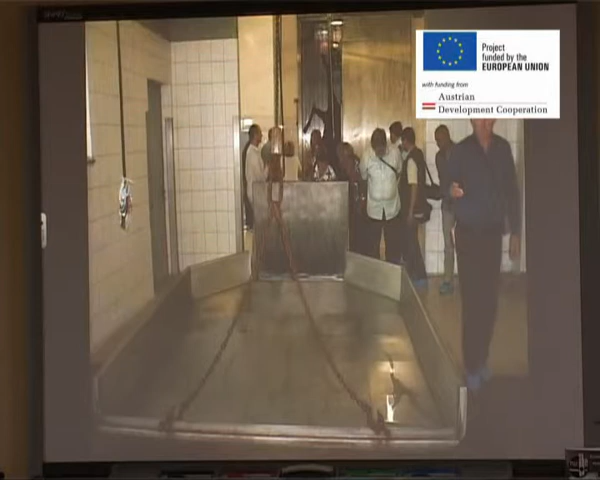 Project
funded by the
EUROPEAN UNION
with funding from
Austrian
Development Cooperation